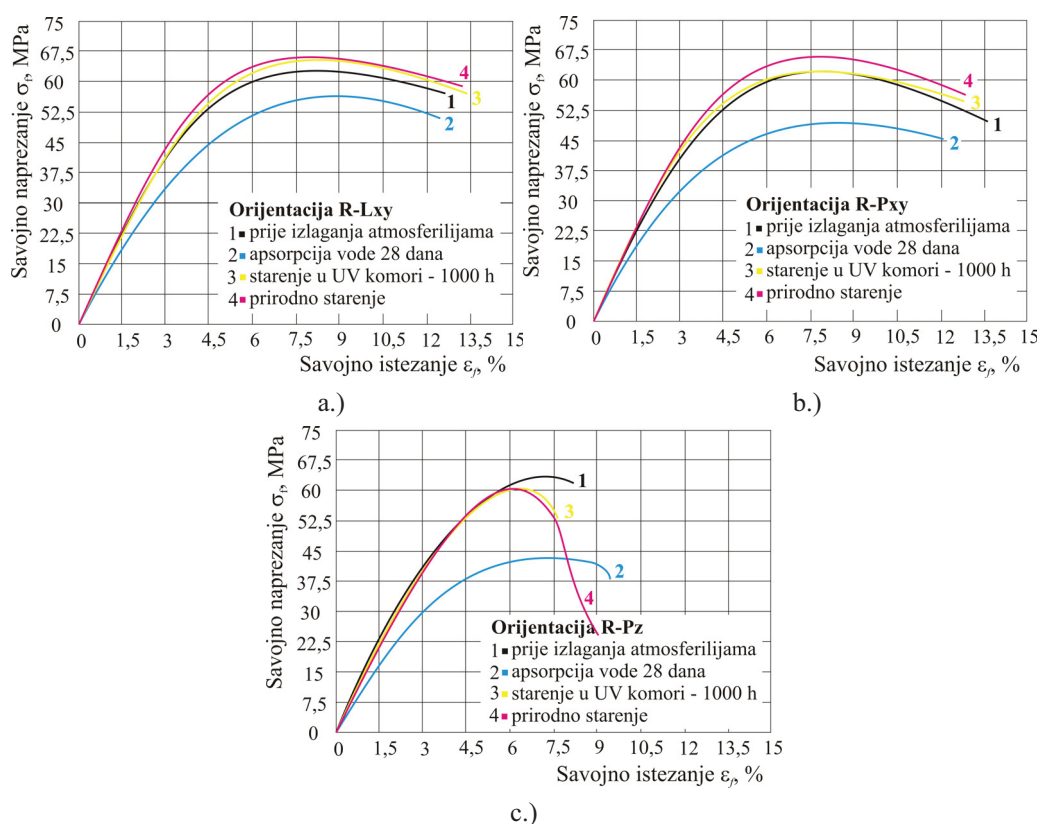 75
67,5
60
52,5
45
37,5
30
22,5
15
7,5
0
Savojno naprezanje σf, MPa
4
3
1
2
Orijentacija R-Lxy
1 prije izlaganja atmosferilijama
2 apsorpcija vode 28 dana
3 starenje u UV komori - 1000 h
4 prirodno starenje
0 1,5 3 4,5 6 7,5 9 10,5 12 13,5 15
Savojno istezanje εf, %
a.)
75
67,5
60
52,5
45
37,5
30
22,5
15
7,5
0
Savojno naprezanje σf, MPa
4
3
1
2
Orijentacija R-Pxy
1 prije izlaganja atmosferilijama
2 apsorpcija vode 28 dana
3 starenje u UV komori - 1000 h
4 prirodno starenje
0 1,5 3 4,5 6 7,5 9 10,5 12 13,5 15
Savojno istezanje εf, %
b.)
75
67,5
60
52,5
45
37,5
30
22,5
15
7,5
0
Savojno naprezanje σf, MPa
1
3
2
4
Orijentacija R-Pz
1 prije izlaganja atmosferilijama
2 apsorpcija vode 28 dana
3 starenje u UV komori - 1000 h
4 prirodno starenje
0 1,5 3 4,5 6 7,5 9 10,5 12 13,5 15
Savojno istezanje εf, %
c.)